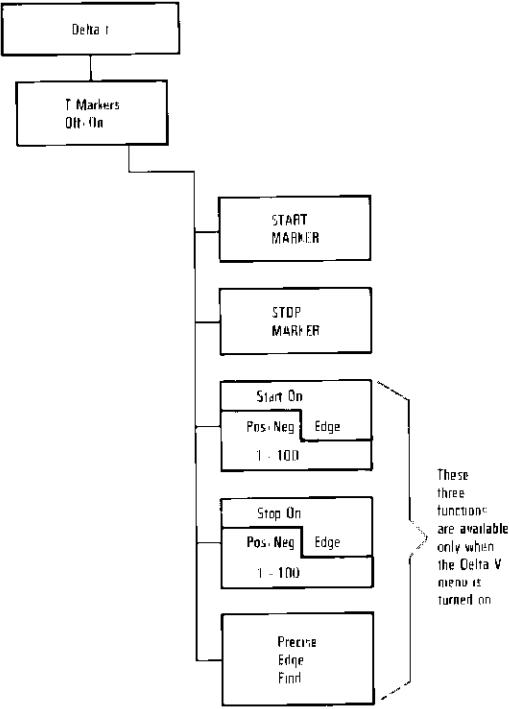 Delta t
T Markers
Off-On
START
MARKER
STOP
MARKER
Start On
Pos-Neg Edge
1 - 100
Stop On
Pos-Neg Edge
1 - 100
Precise
Edge
Find
These
three
functions
are available
only when
the Delta V
menu is
turned on